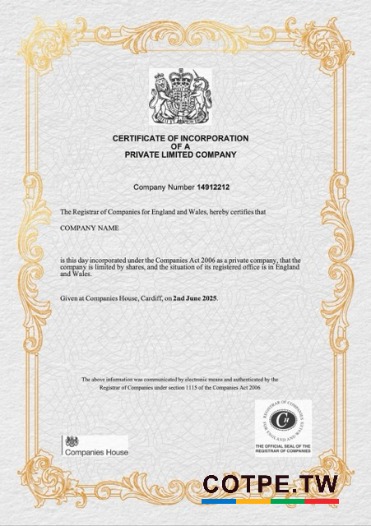 CERTIFICATE OF INCORPORATION
OF A
PRIVATE LIMITED COMPANY
Company Number 14912212
The Registrar of Companies for England and Wales, hereby certifies that
COMPANY NAME
is this day incorporated under the Companies Act 2006 as a private company, that the
company is limited by shares, and the situation of its registered office is in England
and Wales.
Given at Companies House, Cardiff, on 2nd June 2025.
The above information was communicated by electronic means and authenticated by the
Registrar of Companies under section 1115 of the Companies Act 2006
Companies House
THE OFFICIAL SEAL OF THE
REGISTRAR OF COMPANIES
COTPE.TW